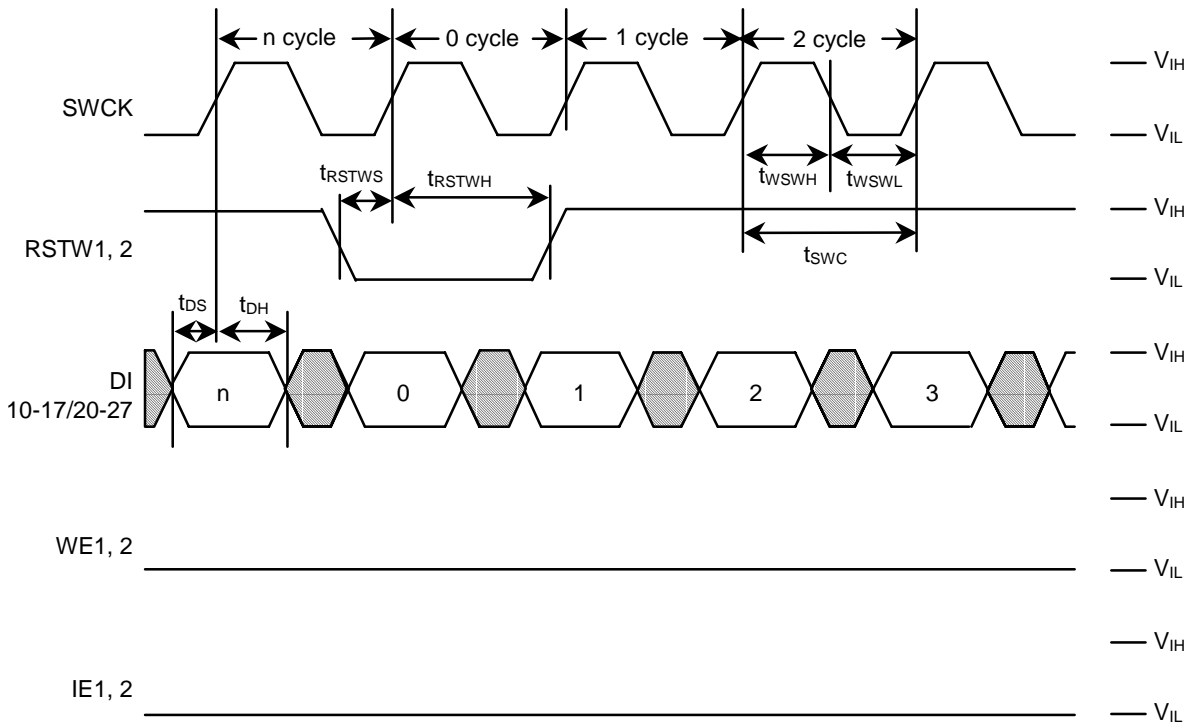 n cycle 0 cycle 1 cycle 2 cycle
SWCK
VIH
VIL
tRSTWS tRSTWH tWSWH tWSWL
RSTW1, 2
tSWC
VIH
VIL
tDS tDH
DI
10-17/20-27
n 0 1 2 3
VIH
VIL
WE1, 2
VIH
VIL
IE1, 2
VIH
VIL